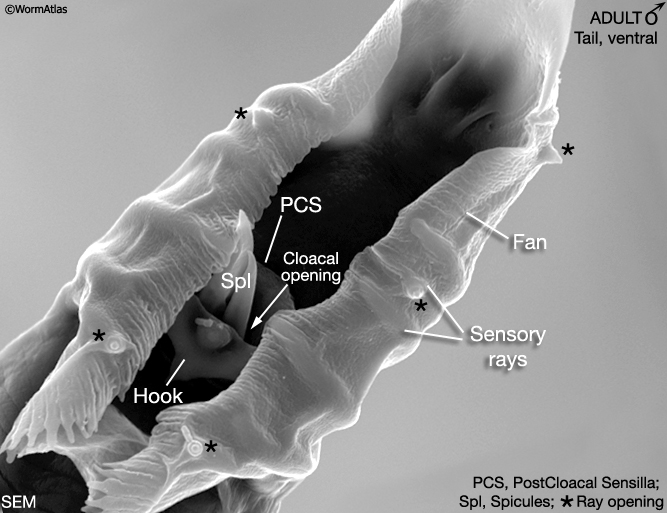 ©WormAtlas
ADULT ♂
Tail, ventral
*
*
PCS
Fan
Cloacal
opening
Spl
*
*
Sensory
rays
Hook
*
PCS, PostCloacal Sensilla;
Spl, Spicules; * Ray opening
SEM